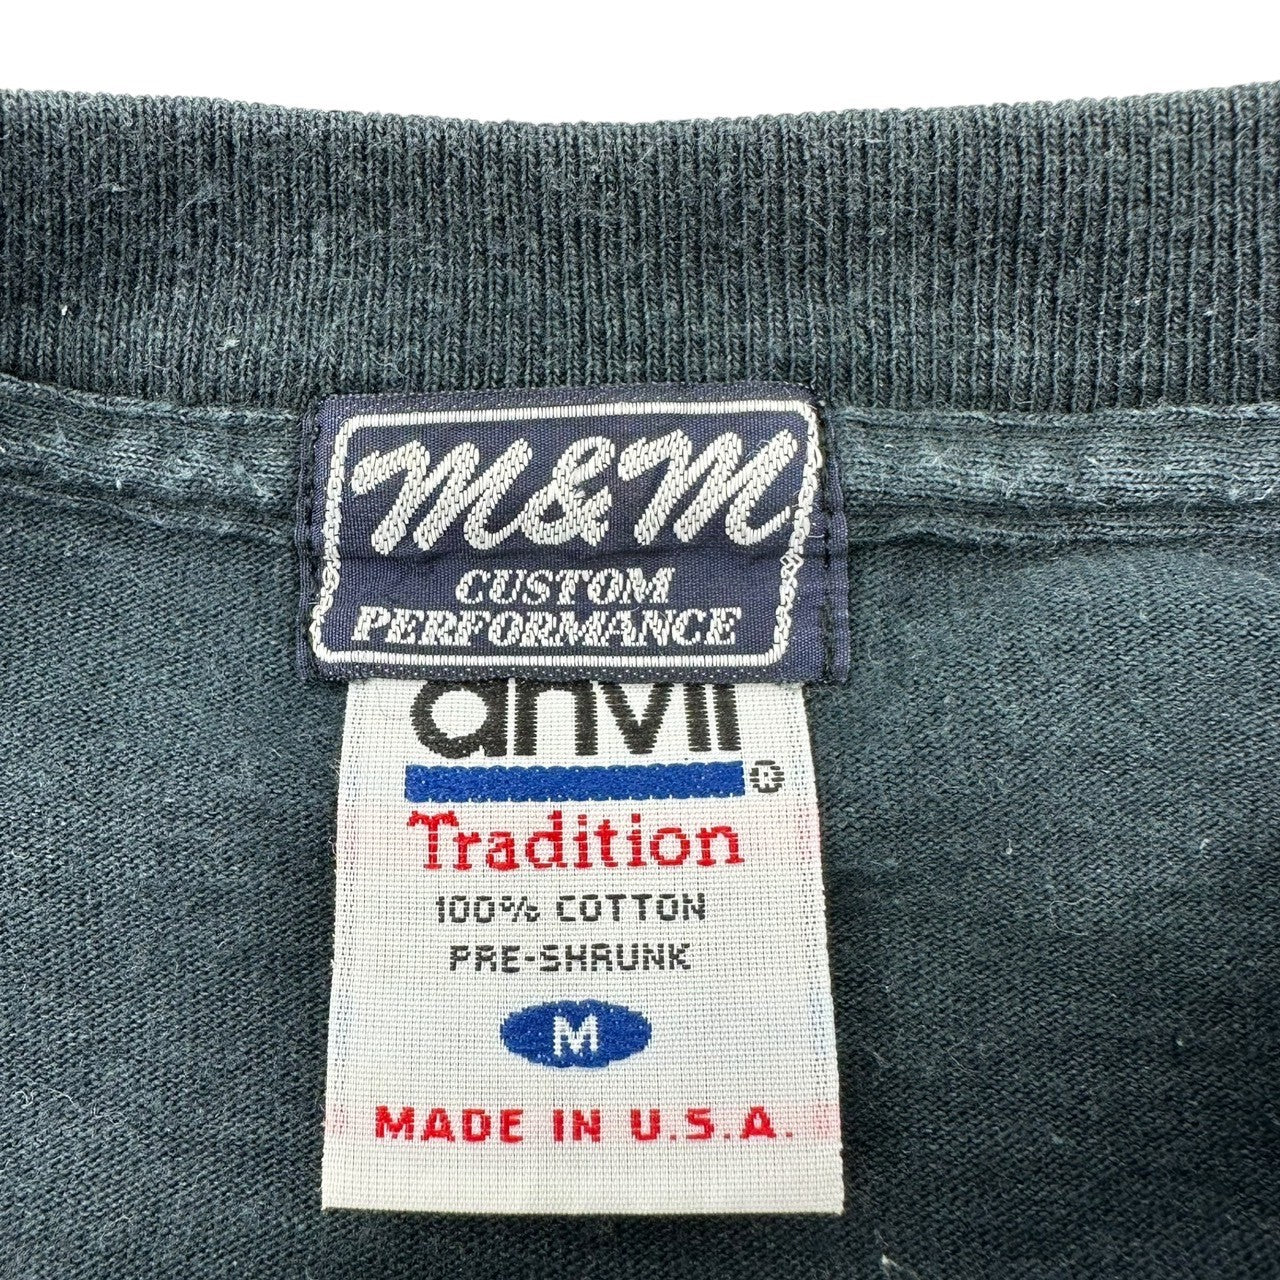 M&M
CUSTOM
PERFORMANCE
anvil
®
Tradition
100% COTTON
PRE-SHRUNK
M
MADE IN U.S.A.